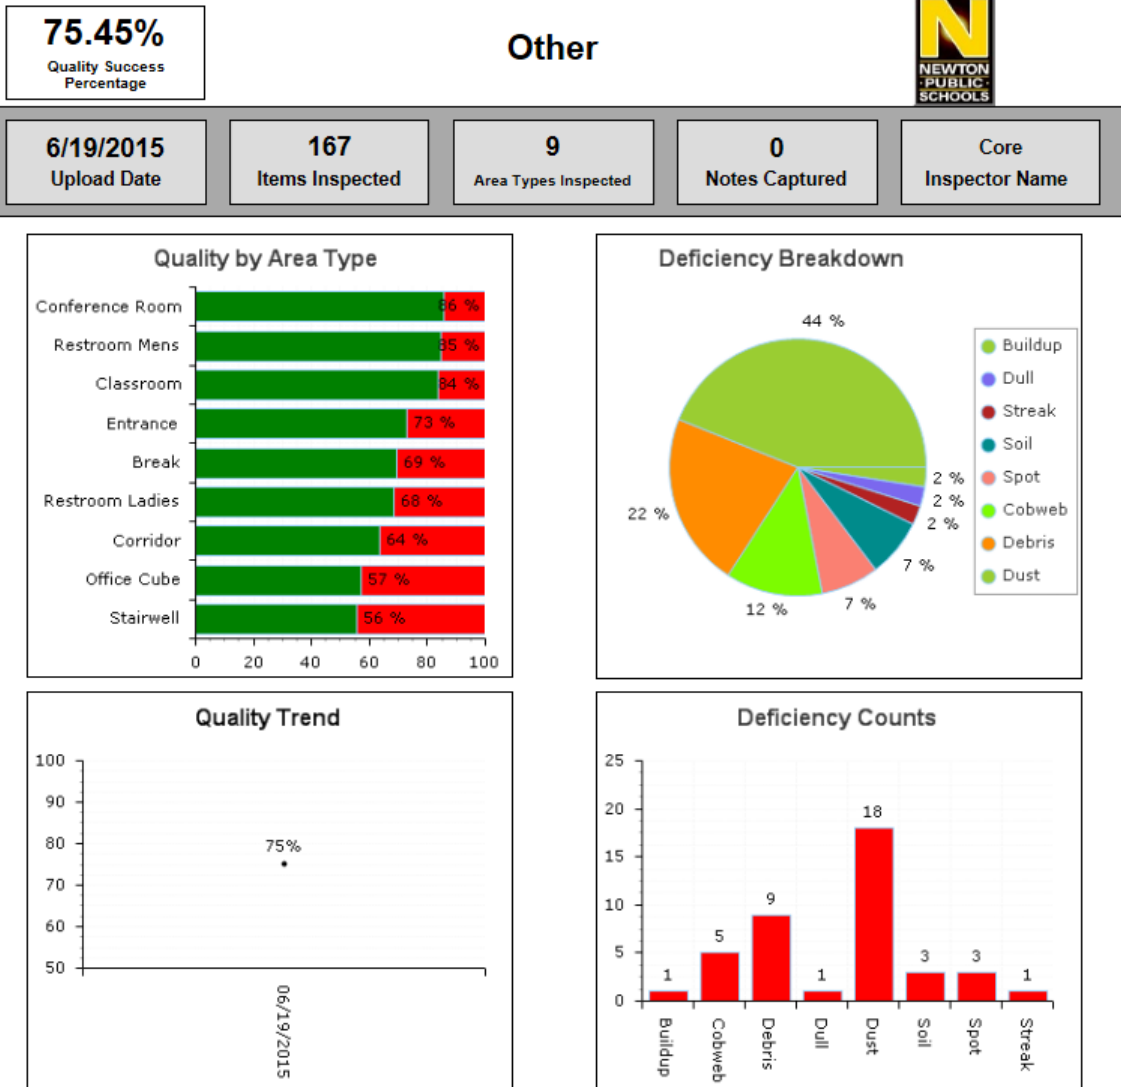 75.45%
Quality Success
Percentage
Other
N
NEWTON
PUBLIC
SCHOOLS
6/19/2015
Upload Date
167
Items Inspected
9
Area Types Inspected
0
Notes Captured
Core
Inspector Name
Quality by Area Type
Conference Room 86 %
Restroom Mens 85 %
Classroom 84 %
Entrance 73 %
Break 69 %
Restroom Ladies 68 %
Corridor 64 %
Office Cube 57 %
Stairwell 56 %
0 20 40 60 80 100
Deficiency Breakdown
44 %
22 %
12 %
7 %
7 %
2 %
2 %
2 %
Buildup
Dull
Streak
Soil
Spot
Cobweb
Debris
Dust
Quality Trend
100
90
80
70
60
50
75%
06/19/2015
Deficiency Counts
25
20
15
10
5
0
1
5
9
1
18
3
3
1
Buildup
Cobweb
Debris
Dull
Dust
Soil
Spot
Streak